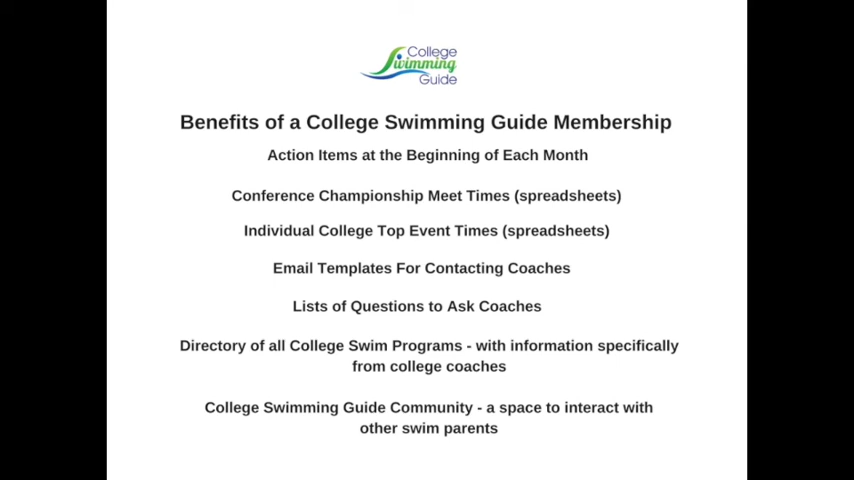 College
Swimming
Guide
Benefits of a College Swimming Guide Membership
Action Items at the Beginning of Each Month
Conference Championship Meet Times (spreadsheets)
Individual College Top Event Times (spreadsheets)
Email Templates For Contacting Coaches
Lists of Questions to Ask Coaches
Directory of all College Swim Programs - with information specifically
from college coaches
College Swimming Guide Community - a space to interact with
other swim parents